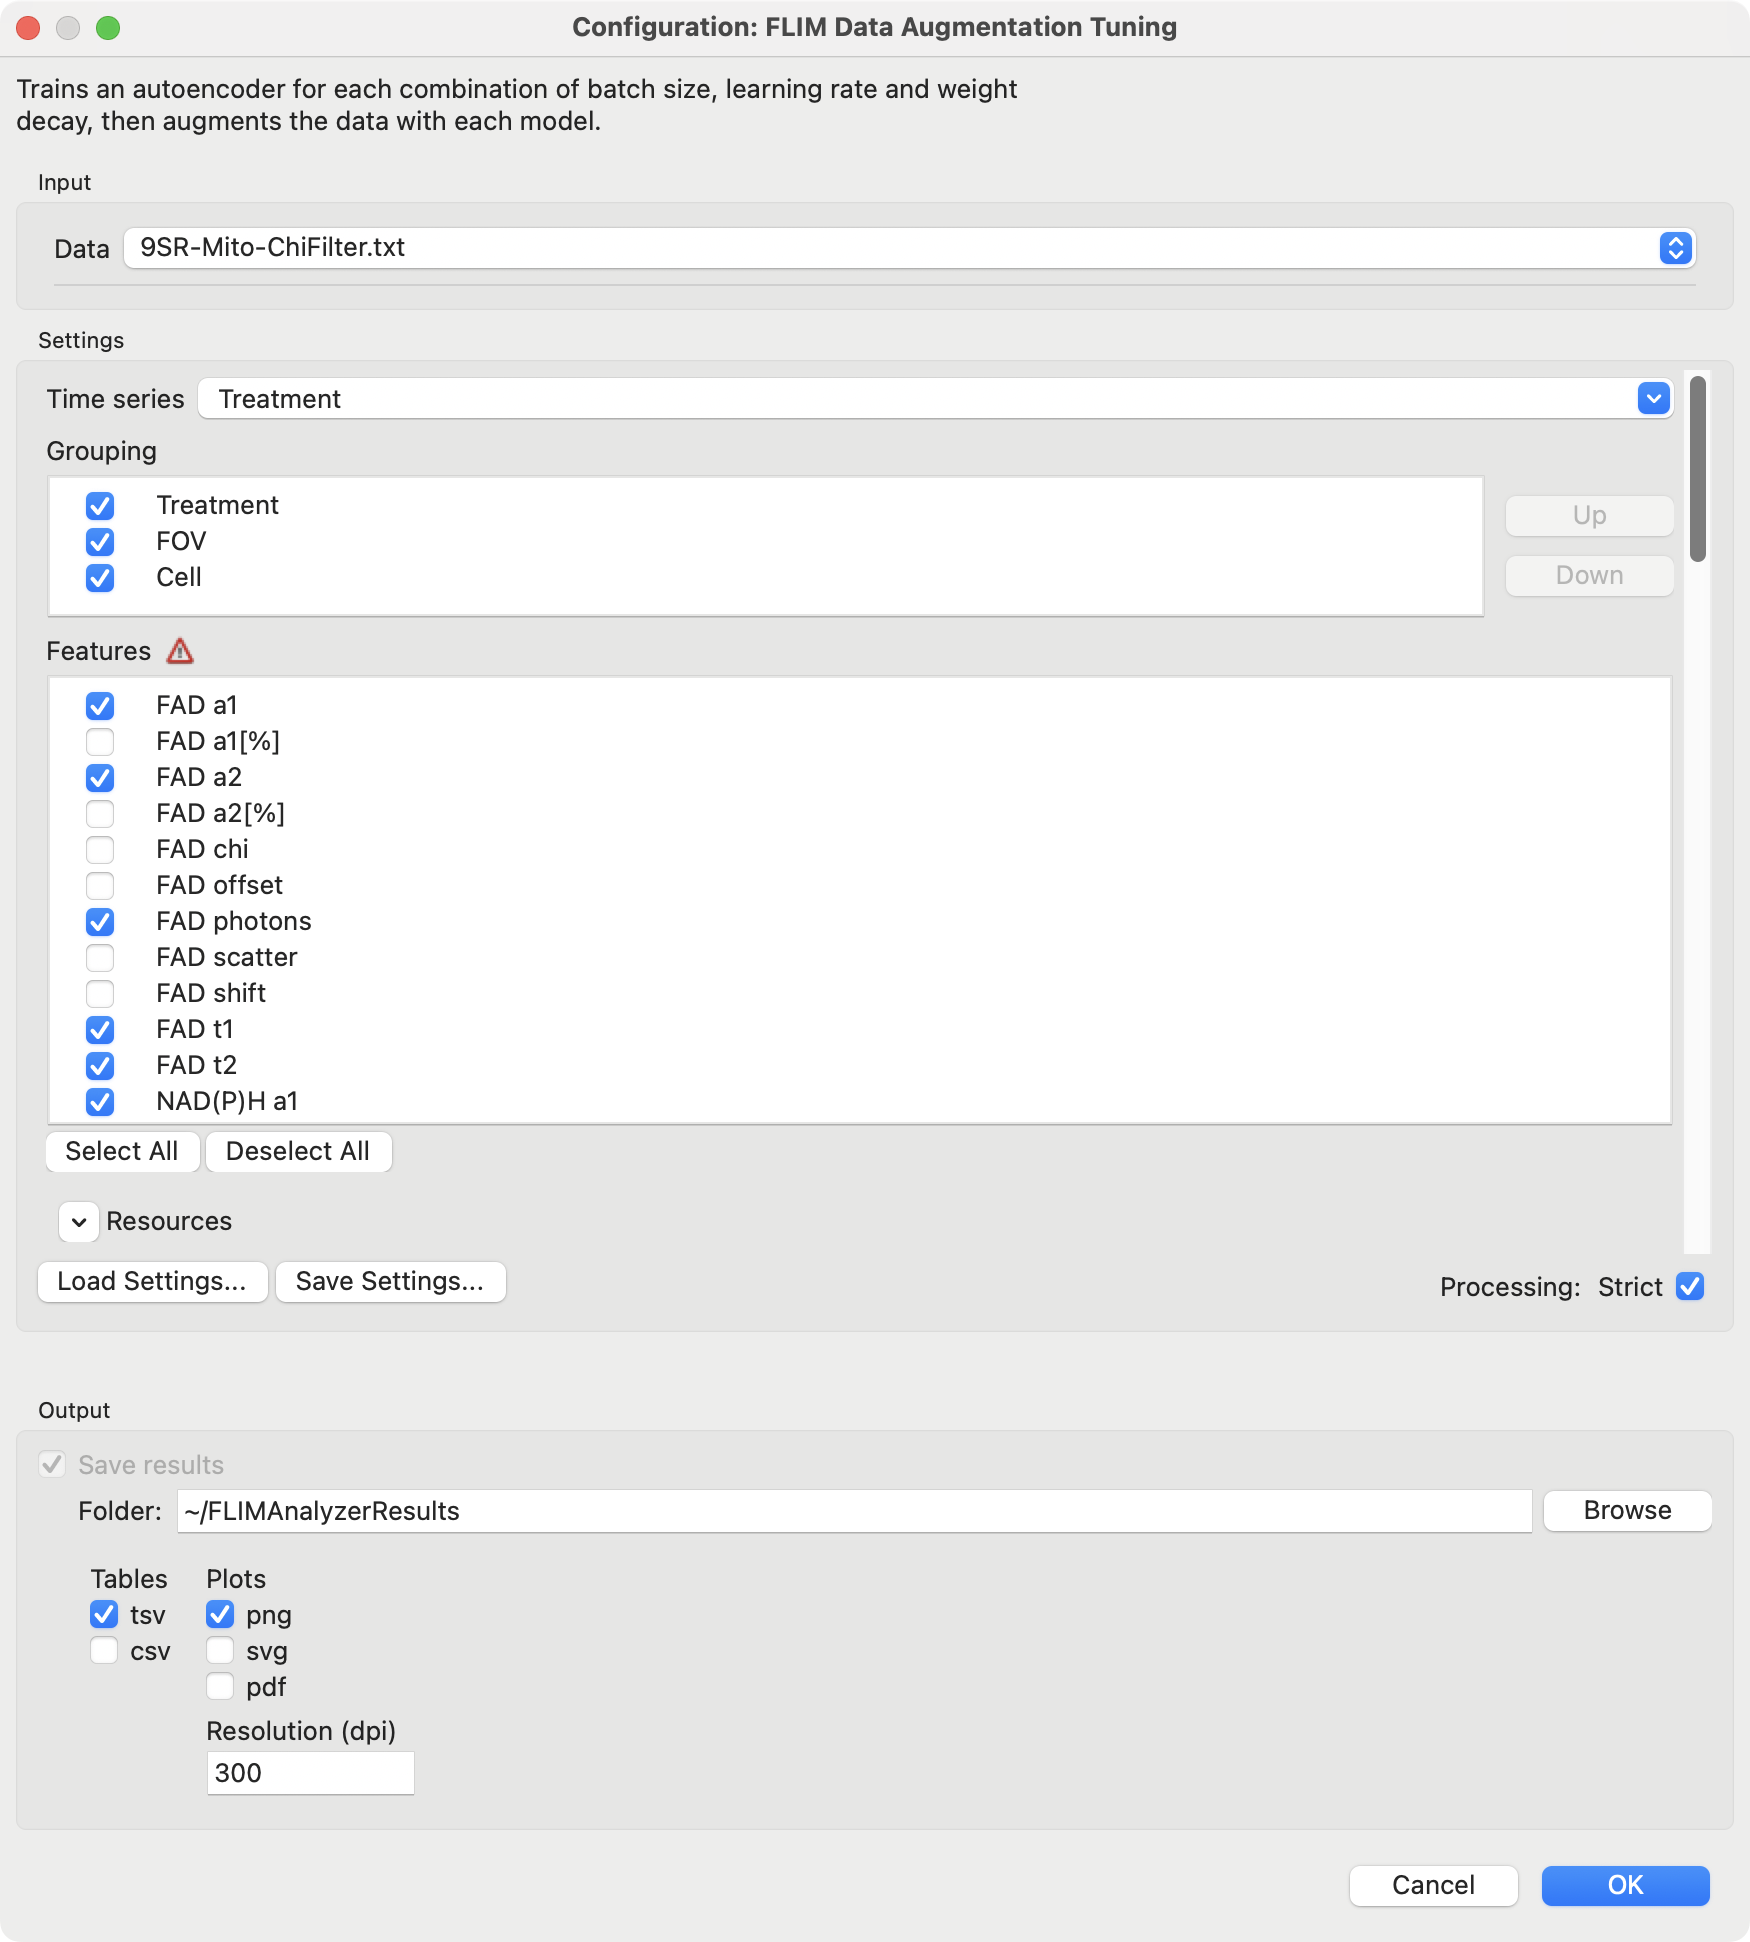 Configuration: FLIM Data Augmentation Tuning
Trains an autoencoder for each combination of batch size, learning rate and weight
decay, then augments the data with each model.
Input
Data 9SR-Mito-ChiFilter.txt
Settings
Time series Treatment
Grouping
Treatment
FOV
Cell
Up
Down
Features
FAD a1
FAD a1[%]
FAD a2
FAD a2[%]
FAD chi
FAD offset
FAD photons
FAD scatter
FAD shift
FAD t1
FAD t2
NAD(P)H a1
Select All Deselect All
Resources
Load Settings... Save Settings...
Processing: Strict
Output
Save results
Folder: ~/FLIMAnalyzerResults Browse
Tables Plots
tsv png
csv svg
pdf
Resolution (dpi)
300
Cancel OK